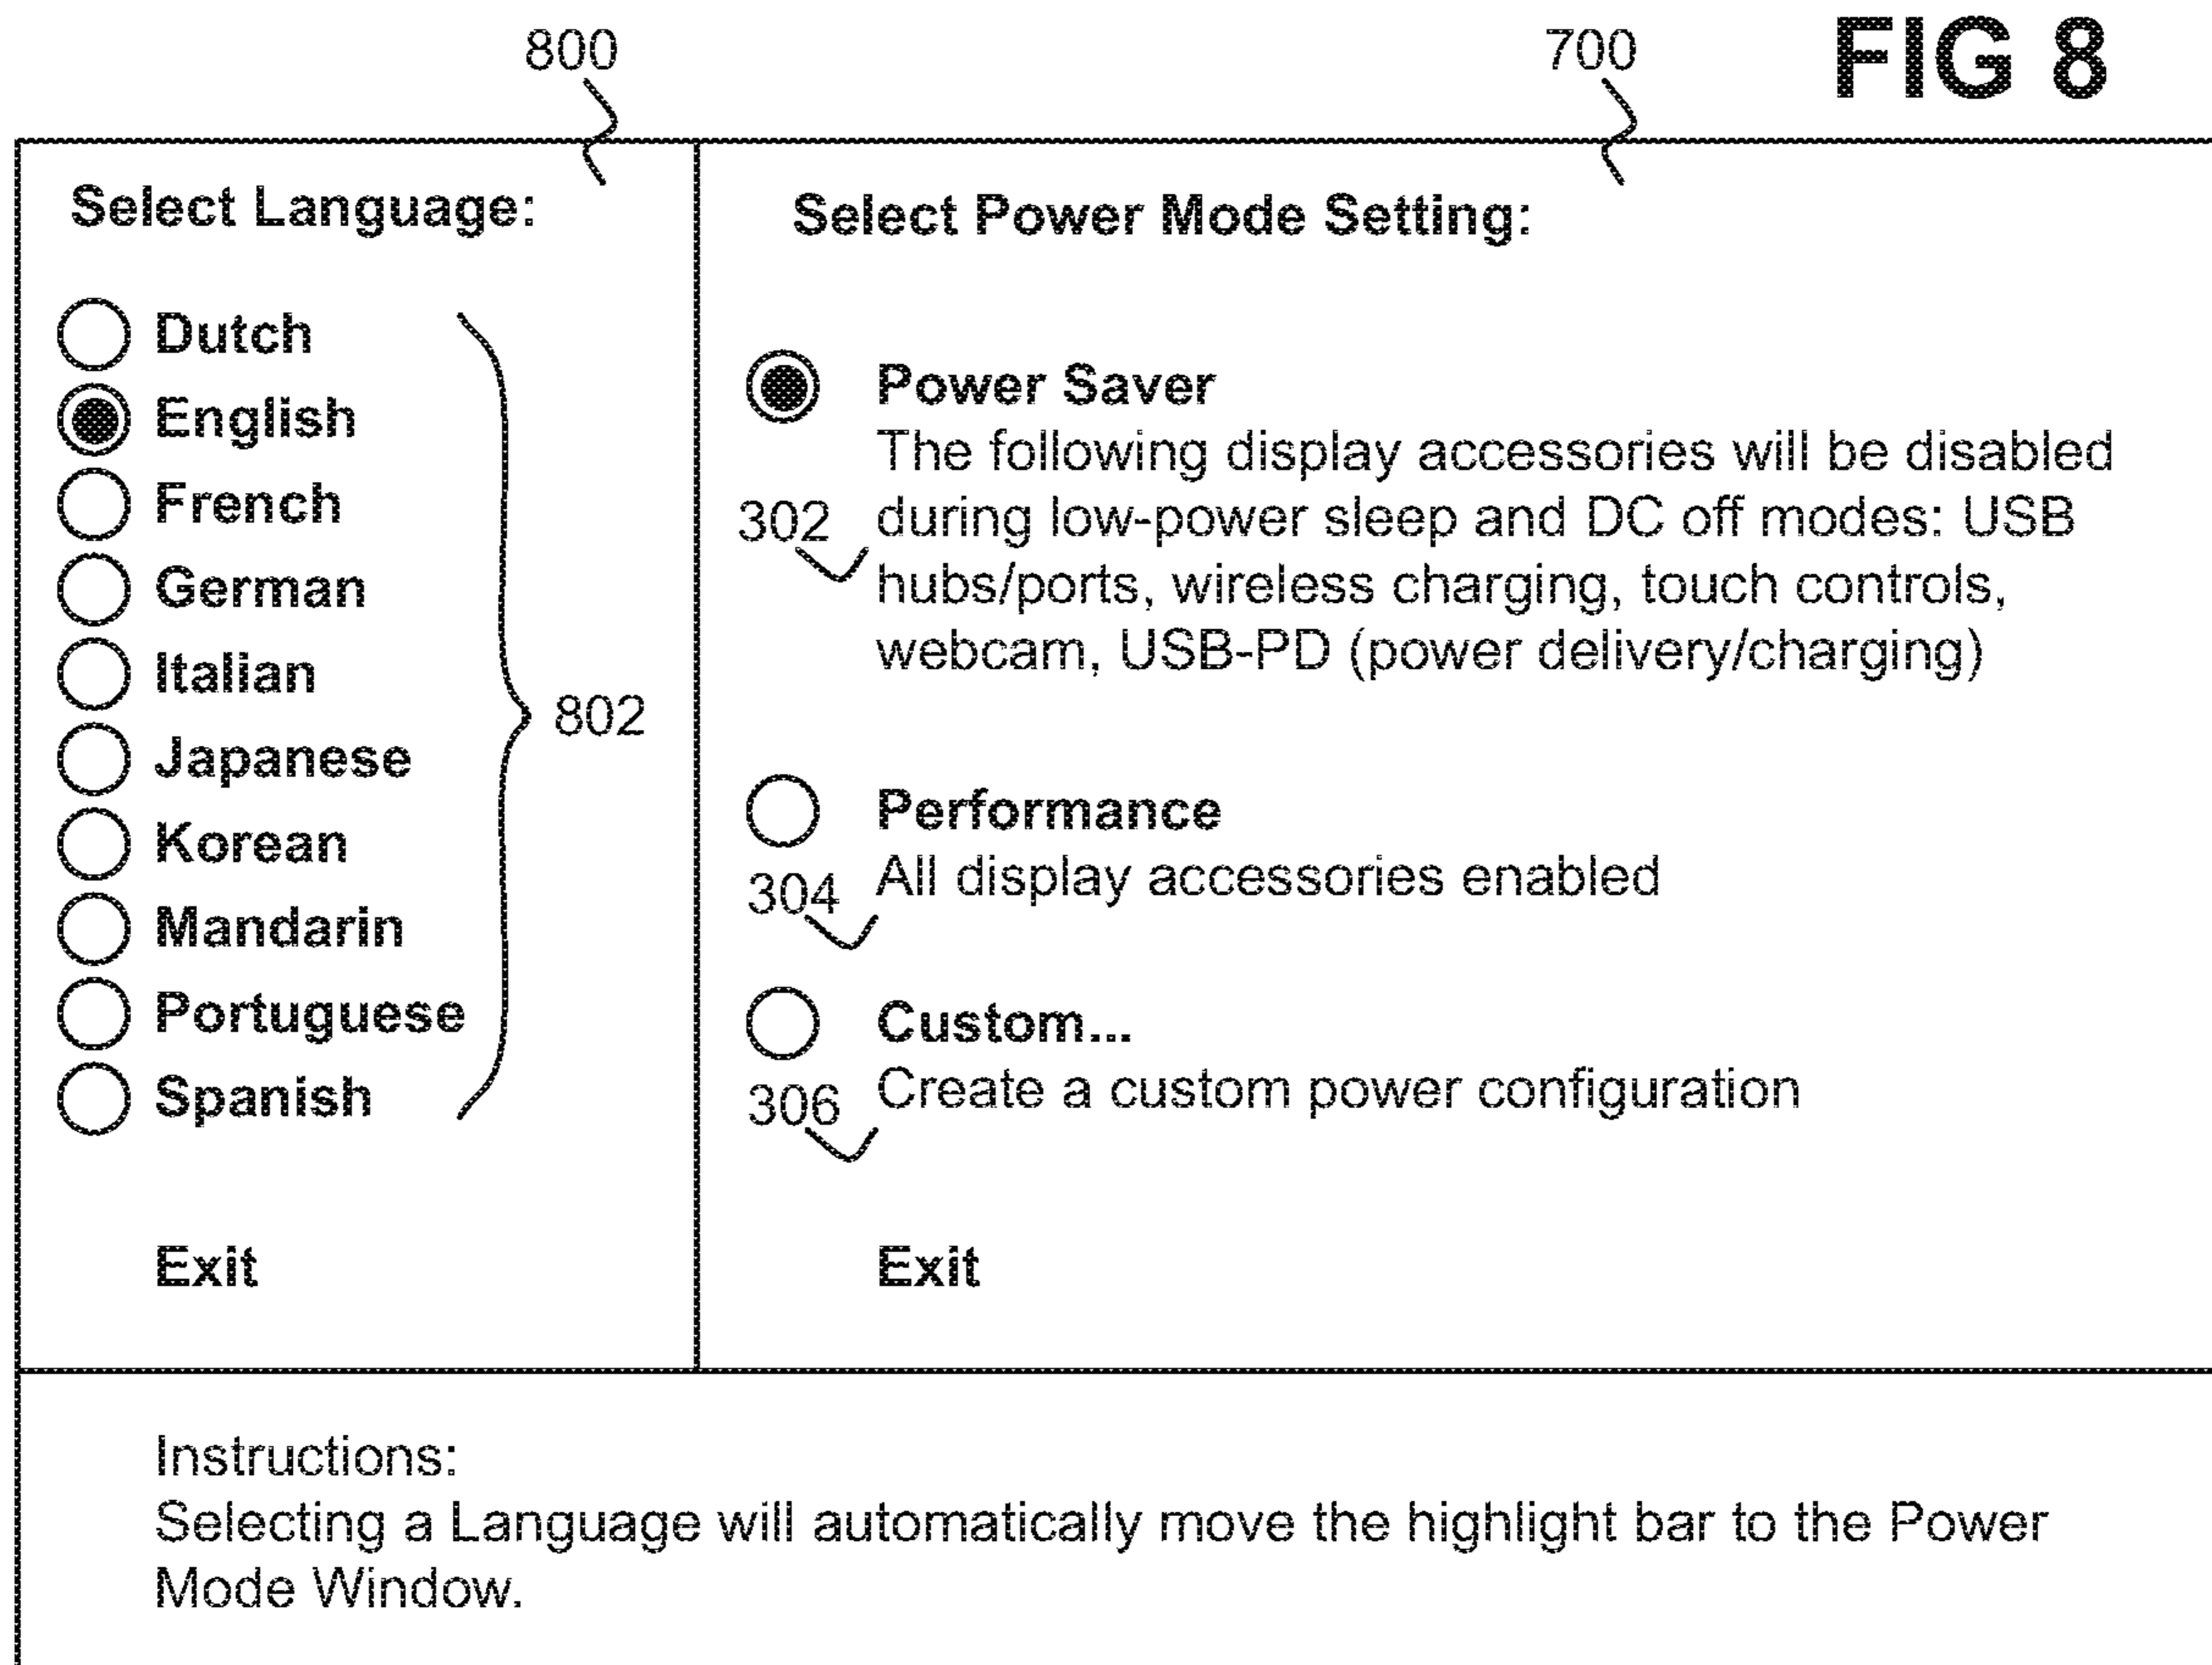 800
700
FIG 8
Select Language:
Dutch
English
French
German
Italian
Japanese
Korean
Mandarin
Portuguese
Spanish
802
Exit
Select Power Mode Setting:
Power Saver
The following display accessories will be disabled
302 during low-power sleep and DC off modes: USB
hubs/ports, wireless charging, touch controls,
webcam, USB-PD (power delivery/charging)
Performance
304 All display accessories enabled
Custom...
306 Create a custom power configuration
Exit
Instructions:
Selecting a Language will automatically move the highlight bar to the Power
Mode Window.